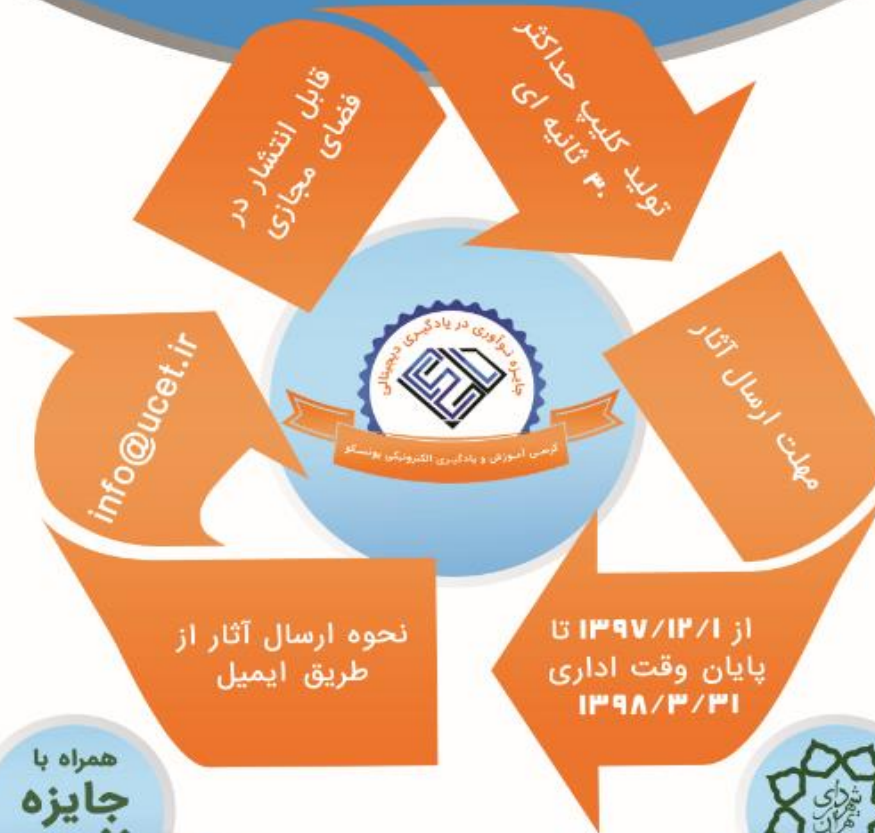 قابل انتشار در
فضای مجازی
تولید کلیپ حداکثر
۳۰ ثانیه ای
مهلت ارسال آثار
از ۱۳۹۷/۱۲/۱ تا
پایان وقت اداری
۱۳۹۸/۳/۳۱
نحوه ارسال آثار از
طریق ایمیل
info@ucet.ir
جایزه نوآوری در یادگیری دیجیتالی
کرسی آموزش و یادگیری الکترونیکی یونسکو
همراه با
جایزه
شهرداری
تهران